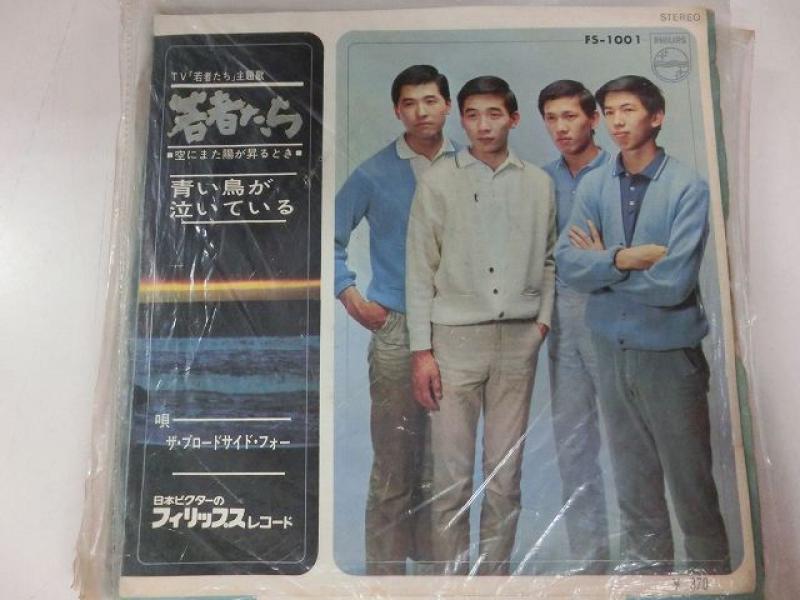 STEREO
FS-1001
PHILIPS
TV「若者たち」主題歌
若者たち
■空にまた陽が昇るとき■
青い鳥が
泣いている
唄
ザ・ブロードサイド・フォー
日本ビクターの
フィリップスレコード
¥370